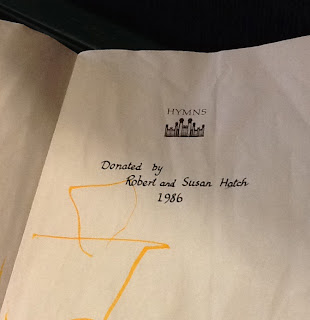 HYMNS
Donated by
Robert and Susan Hatch
1986